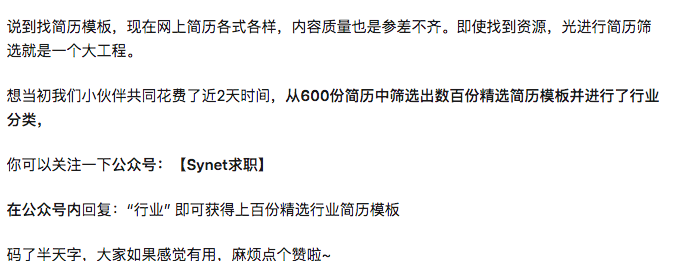 说到找简历模板，现在网上简历各式各样，内容质量也是参差不齐。即使找到资源，光进行简历筛
选就是一个大工程。
想当初我们小伙伴共同花费了近2天时间，从600份简历中筛选出数百份精选简历模板并进行了行业
分类，
你可以关注一下公众号：【Synet求职】
在公众号内回复：“行业” 即可获得上百份精选行业简历模板
码了半天字，大家如果感觉有用，麻烦点个赞啦~